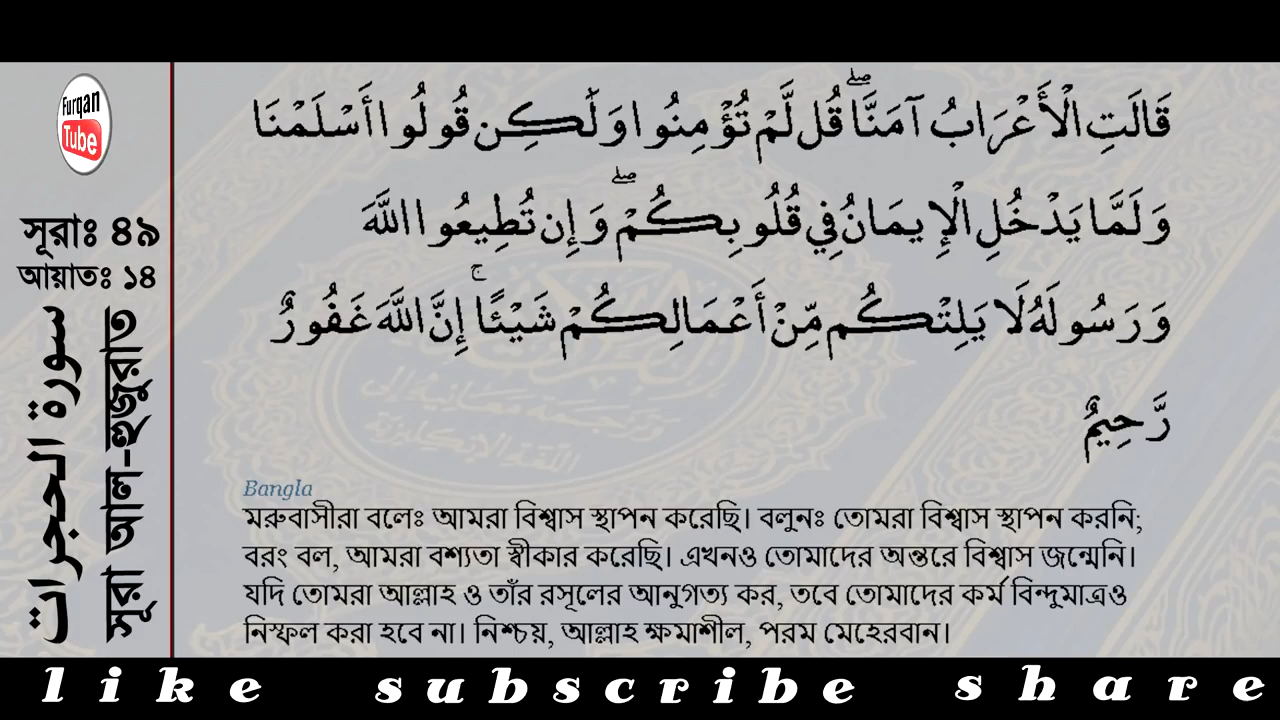 Furqan
Tube
সূরাঃ ৪৯
আয়াতঃ ১৪
سورة الحجرات
সূরা আল-হুজুরাত
قَالَتِ الْأَعْرَابُ آمَنَّا ۖ قُل لَّمْ تُؤْمِنُوا وَلَٰكِن قُولُوا أَسْلَمْنَا
وَلَمَّا يَدْخُلِ الْإِيمَانُ فِي قُلُوبِكُمْ ۖ وَإِن تُطِيعُوا اللَّهَ
وَرَسُولَهُ لَا يَلِتْكُم مِّنْ أَعْمَالِكُمْ شَيْئًا ۚ إِنَّ اللَّهَ غَفُورٌ
رَّحِيمٌ
Bangla
মরুবাসীরা বলেঃ আমরা বিশ্বাস স্থাপন করেছি। বলুনঃ তোমরা বিশ্বাস স্থাপন করনি;
বরং বল, আমরা বশ্যতা স্বীকার করেছি। এখনও তোমাদের অন্তরে বিশ্বাস জন্মেনি।
যদি তোমরা আল্লাহ ও তাঁর রসূলের আনুগত্য কর, তবে তোমাদের কর্ম বিন্দুমাত্রও
নিস্ফল করা হবে না। নিশ্চয়, আল্লাহ ক্ষমাশীল, পরম মেহেরবান।
like subscribe share